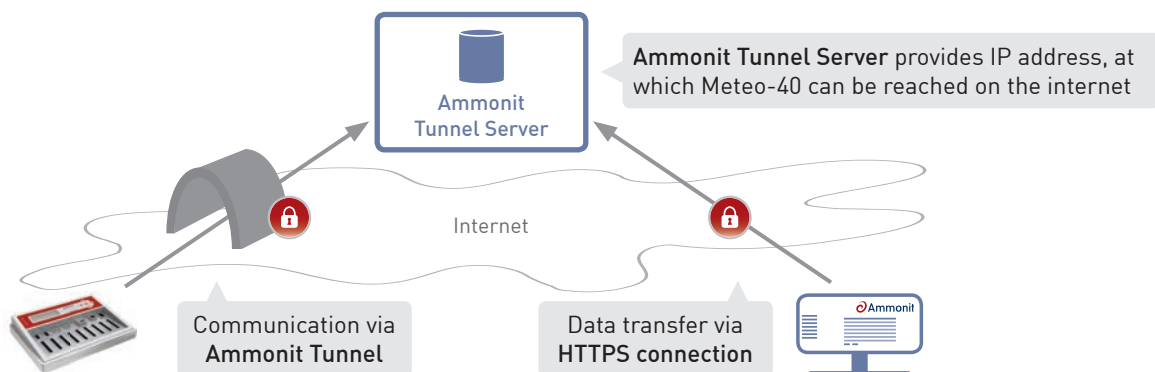 Ammonit Tunnel Server provides IP address, at
which Meteo-40 can be reached on the internet
Ammonit
Tunnel Server
Internet
Ammonit
Communication via
Ammonit Tunnel
Data transfer via
HTTPS connection